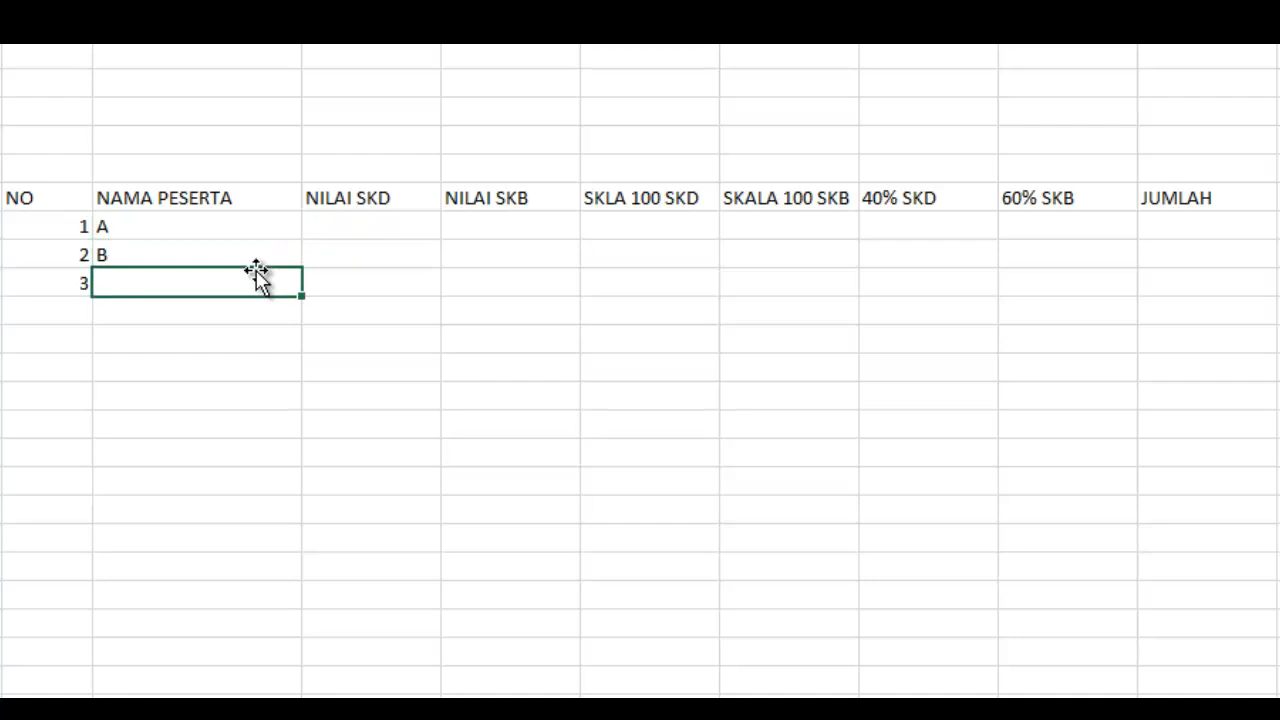 NO NAMA PESERTA NILAI SKD NILAI SKB SKLA 100 SKD SKALA 100 SKB 40% SKD 60% SKB JUMLAH
1 A
2 B
3